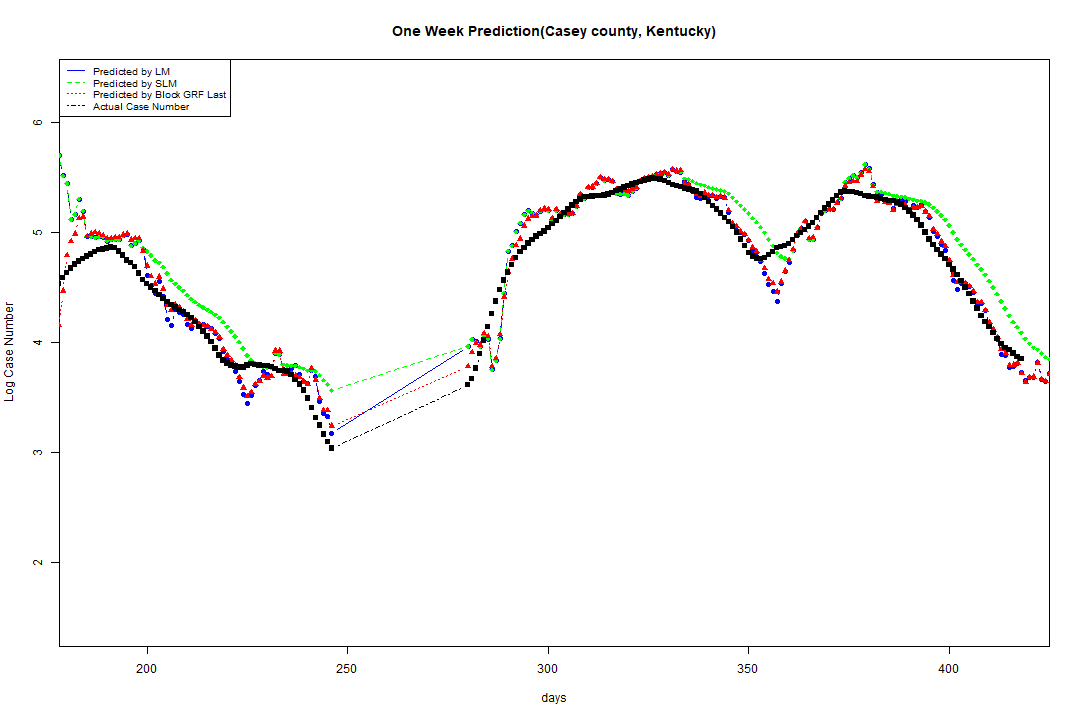 One Week Prediction(Casey county, Kentucky)
Predicted by LM
Predicted by SLM
Predicted by Block GRF Last
Actual Case Number
6
5
4
3
2
Log Case Number
200 250 300 350 400
days